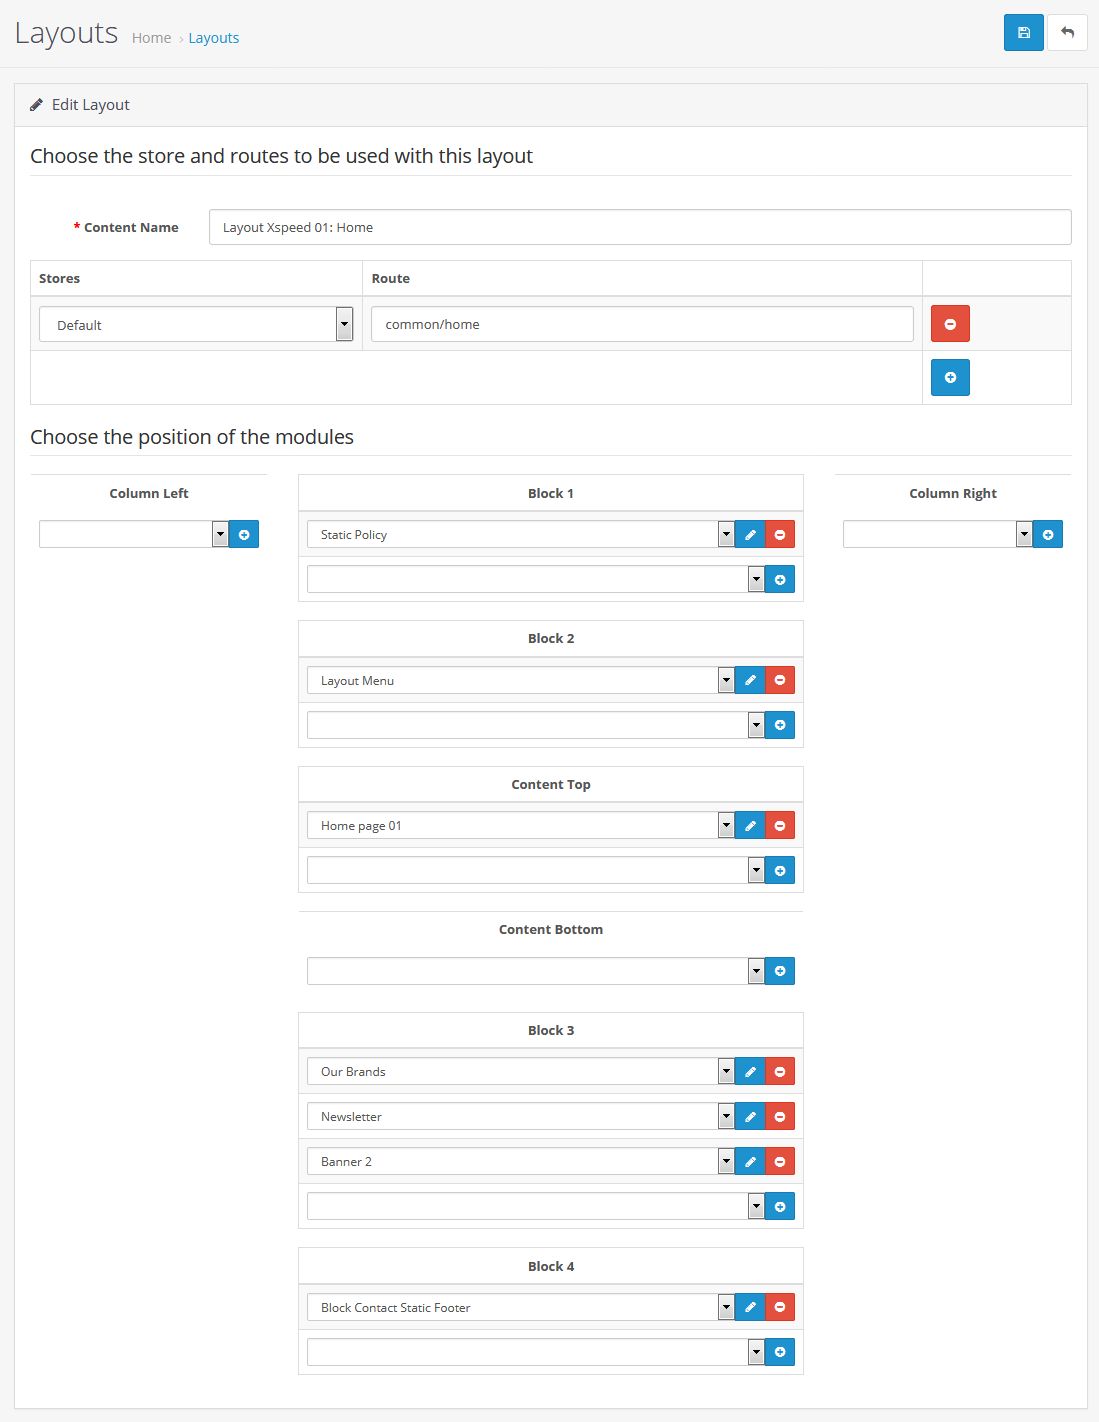 Layouts Home › Layouts
Edit Layout
Choose the store and routes to be used with this layout
* Content Name Layout Xspeed 01: Home
Stores Route
Default common/home
Choose the position of the modules
Column Left Block 1 Column Right
Static Policy
Block 2
Layout Menu
Content Top
Home page 01
Content Bottom
Block 3
Our Brands
Newsletter
Banner 2
Block 4
Block Contact Static Footer